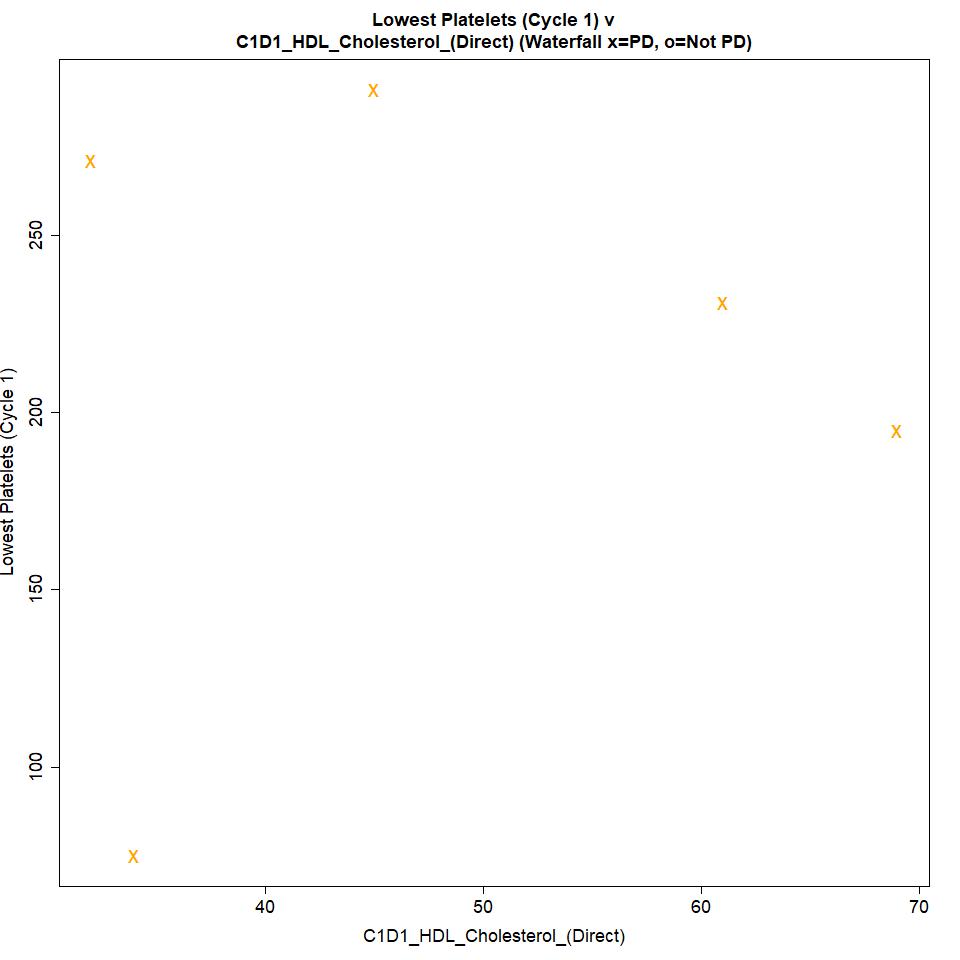 Lowest Platelets (Cycle 1) v
C1D1_HDL_Cholesterol_(Direct) (Waterfall x=PD, o=Not PD)
Lowest Platelets (Cycle 1)
250
200
150
100
X
X
X
X
X
40
50
60
70
C1D1_HDL_Cholesterol_(Direct)